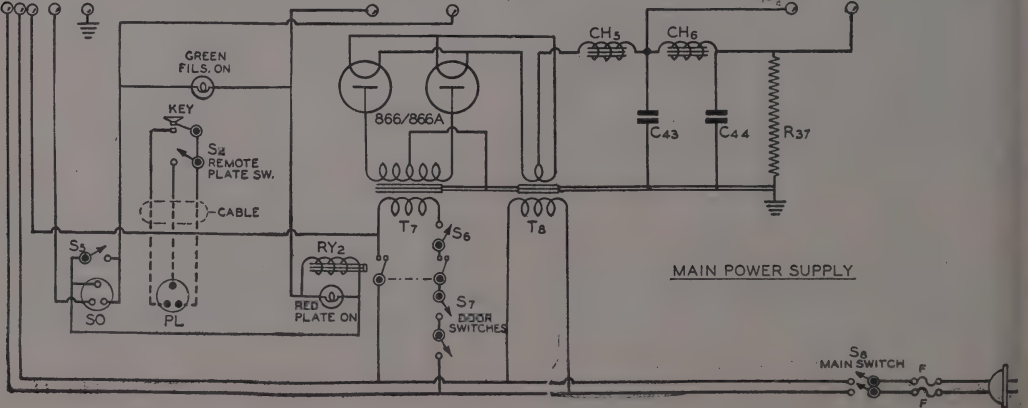 GREEN
FILS. ON
KEY
S4
REMOTE
PLATE SW.
CABLE
S5
SO
PL
RY2
RED
PLATE ON
866/866A
T7
T8
S6
S7
DOOR
SWITCHES
CH5
CH6
C43
C44
R37
MAIN POWER SUPPLY
S8
MAIN SWITCH
F
F